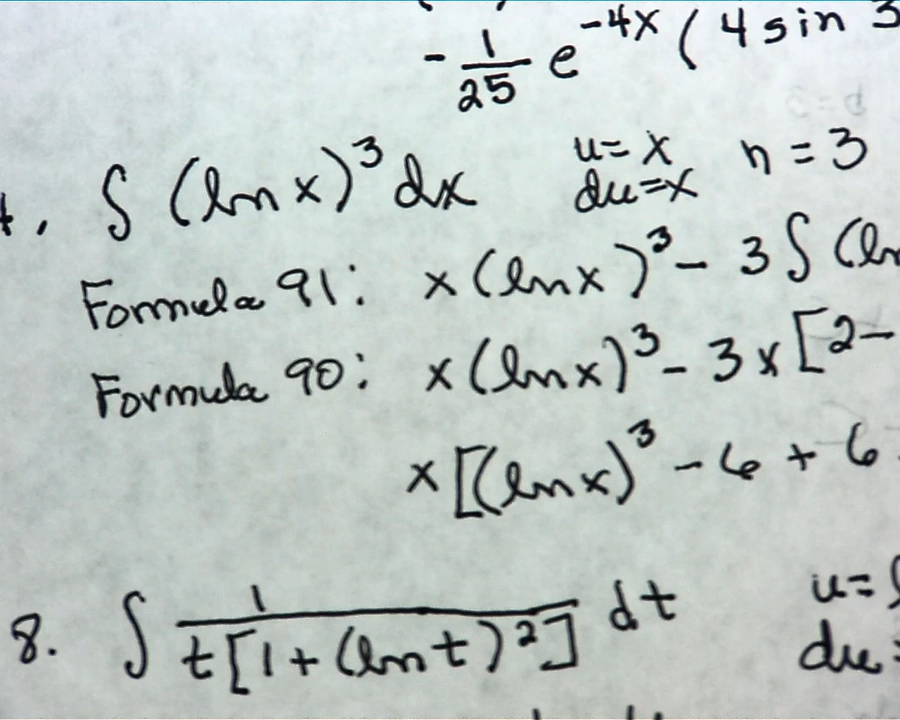 - 1/25 e^-4x ( 4 sin 3
. ∫ (ln x)^3 dx u = x n = 3
du = x
Formula 91: x (ln x)^3 - 3 ∫ (ln
Formula 90: x (ln x)^3 - 3x [2 -
x [(ln x)^3 - 6 + 6
8. ∫ 1/t[1 + (ln t)^2] dt u =
du =